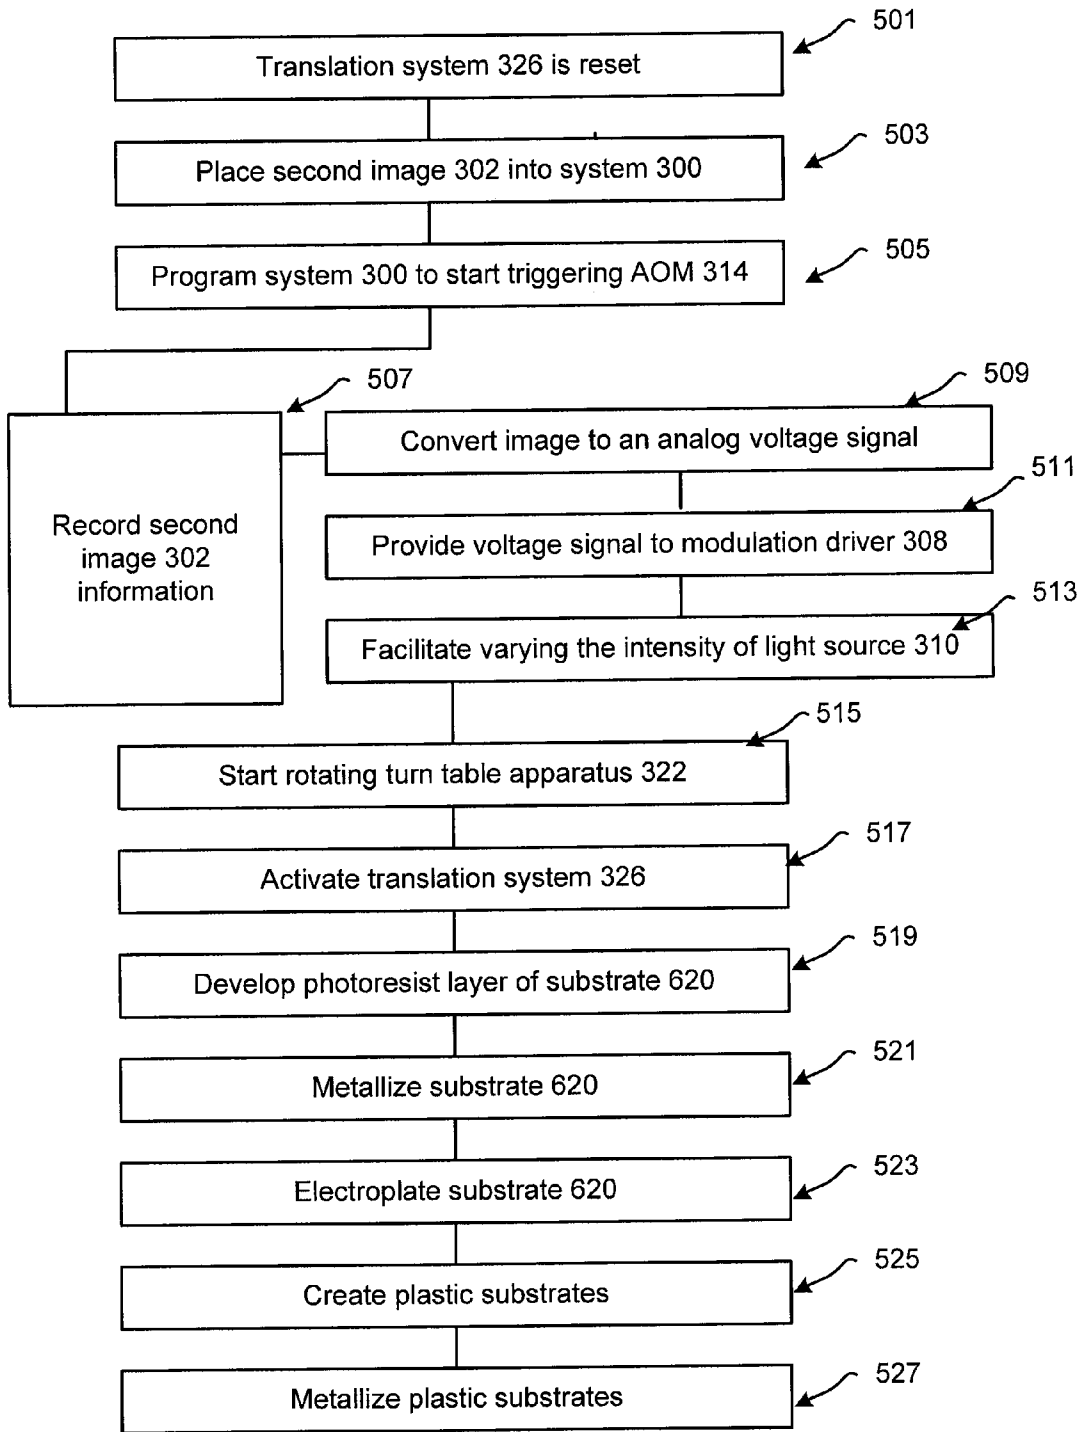 501
Translation system 326 is reset
503
Place second image 302 into system 300
505
Program system 300 to start triggering AOM 314
507
Record second
image 302
information
509
Convert image to an analog voltage signal
511
Provide voltage signal to modulation driver 308
513
Facilitate varying the intensity of light source 310
515
Start rotating turn table apparatus 322
517
Activate translation system 326
519
Develop photoresist layer of substrate 620
521
Metallize substrate 620
523
Electroplate substrate 620
525
Create plastic substrates
527
Metallize plastic substrates